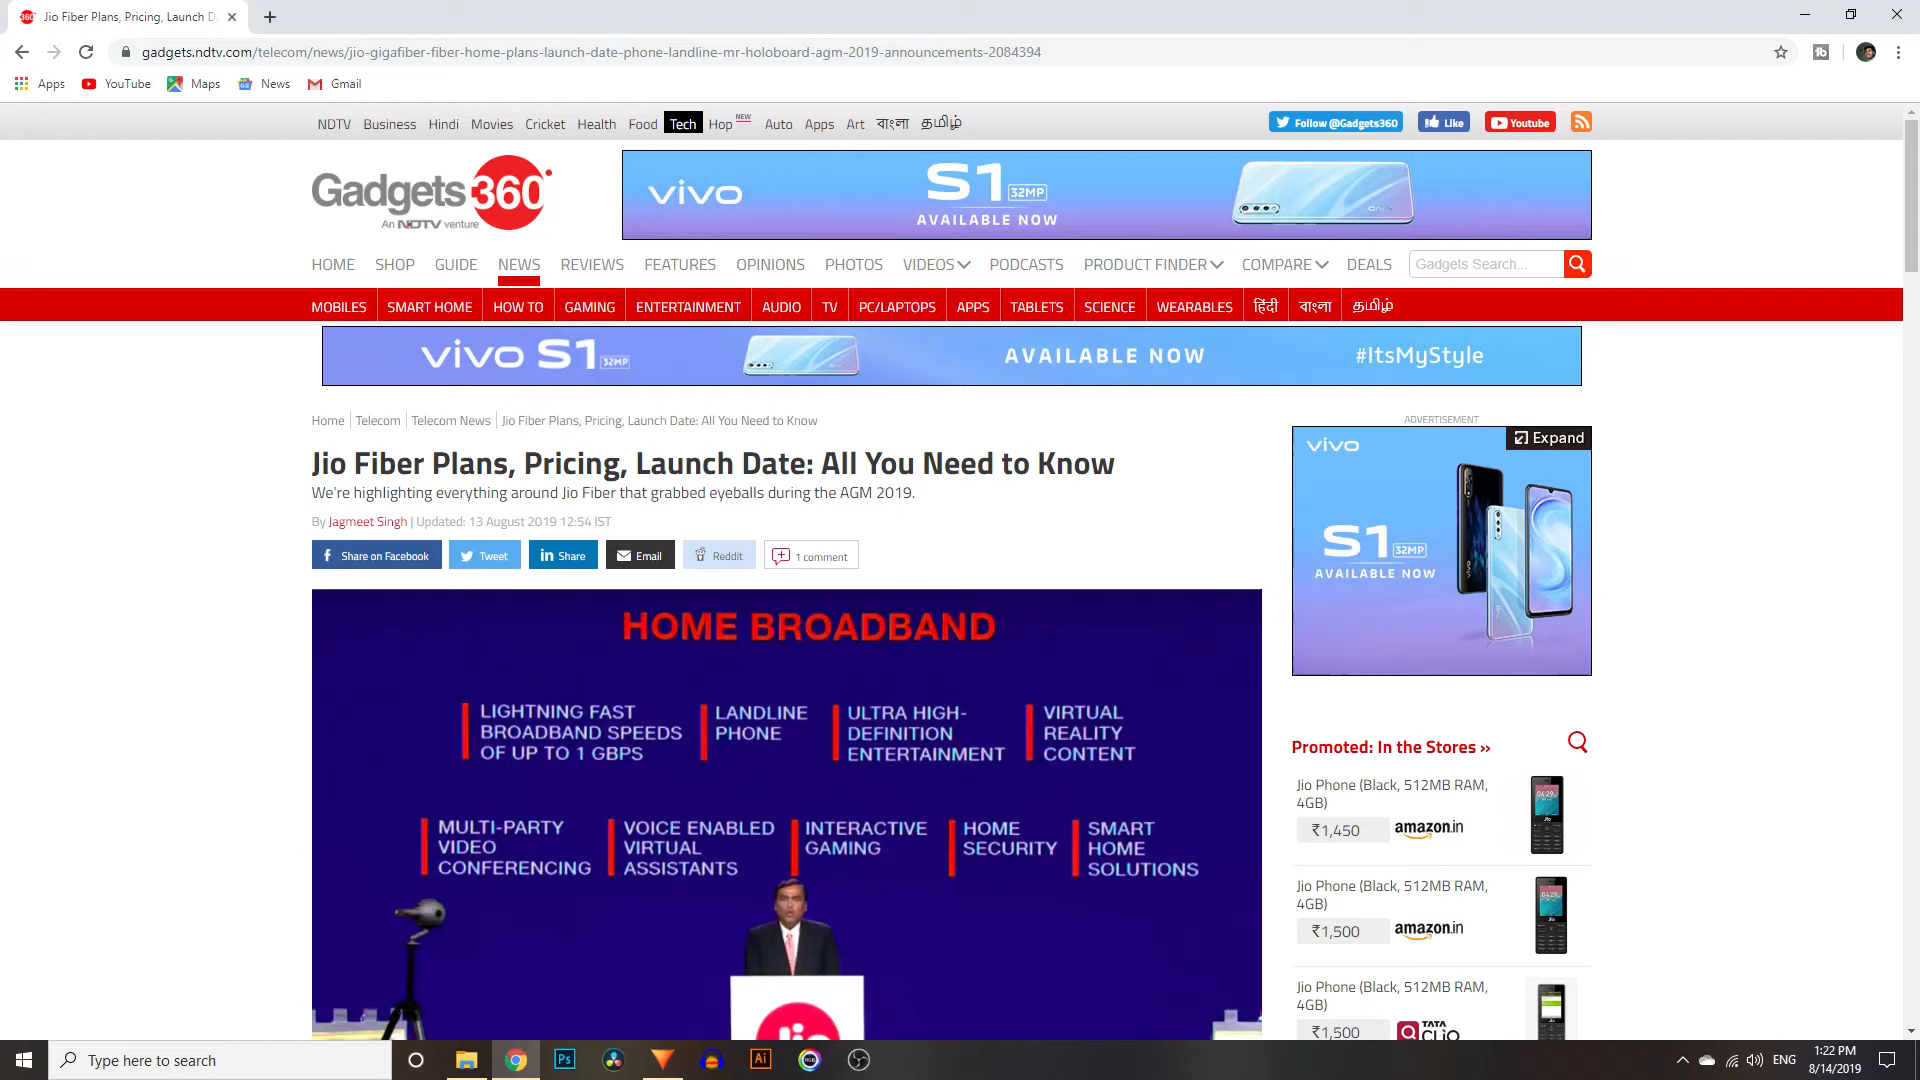 Jio Fiber Plans, Pricing, Launch D
gadgets.ndtv.com/telecom/news/jio-gigafiber-fiber-home-plans-launch-date-phone-landline-mr-holoboard-agm-2019-announcements-2084394
Apps YouTube Maps News Gmail
NDTV Business Hindi Movies Cricket Health Food Tech Hop NEW Auto Apps Art বাংলা தமிழ்
Follow @Gadgets360 Like Youtube
Gadgets 360°
An NDTV venture
vivo S1 32MP
AVAILABLE NOW
HOME SHOP GUIDE NEWS REVIEWS FEATURES OPINIONS PHOTOS VIDEOS PODCASTS PRODUCT FINDER COMPARE DEALS Gadgets Search...
MOBILES SMART HOME HOW TO GAMING ENTERTAINMENT AUDIO TV PC/LAPTOPS APPS TABLETS SCIENCE WEARABLES हिंदी বাংলা தமிழ்
vivo S1 32MP AVAILABLE NOW #ItsMyStyle
Home Telecom Telecom News Jio Fiber Plans, Pricing, Launch Date: All You Need to Know
Jio Fiber Plans, Pricing, Launch Date: All You Need to Know
We're highlighting everything around Jio Fiber that grabbed eyeballs during the AGM 2019.
By Jagmeet Singh | Updated: 13 August 2019 12:54 IST
Share on Facebook Tweet Share Email Reddit 1 comment
HOME BROADBAND
LIGHTNING FAST
BROADBAND SPEEDS
OF UP TO 1 GBPS
LANDLINE
PHONE
ULTRA HIGH-
DEFINITION
ENTERTAINMENT
VIRTUAL
REALITY
CONTENT
MULTI-PARTY
VIDEO
CONFERENCING
VOICE ENABLED
VIRTUAL
ASSISTANTS
INTERACTIVE
GAMING
HOME
SECURITY
SMART
HOME
SOLUTIONS
Jio
ADVERTISEMENT
vivo
Expand
S1 32MP
AVAILABLE NOW
Promoted: In the Stores »
Jio Phone (Black, 512MB RAM,
4GB)
₹1,450 amazon.in
Jio Phone (Black, 512MB RAM,
4GB)
₹1,500 amazon.in
Jio Phone (Black, 512MB RAM,
4GB)
₹1,500 TATA CLiQ
Type here to search
Ps Ai
ENG
1:22 PM
8/14/2019